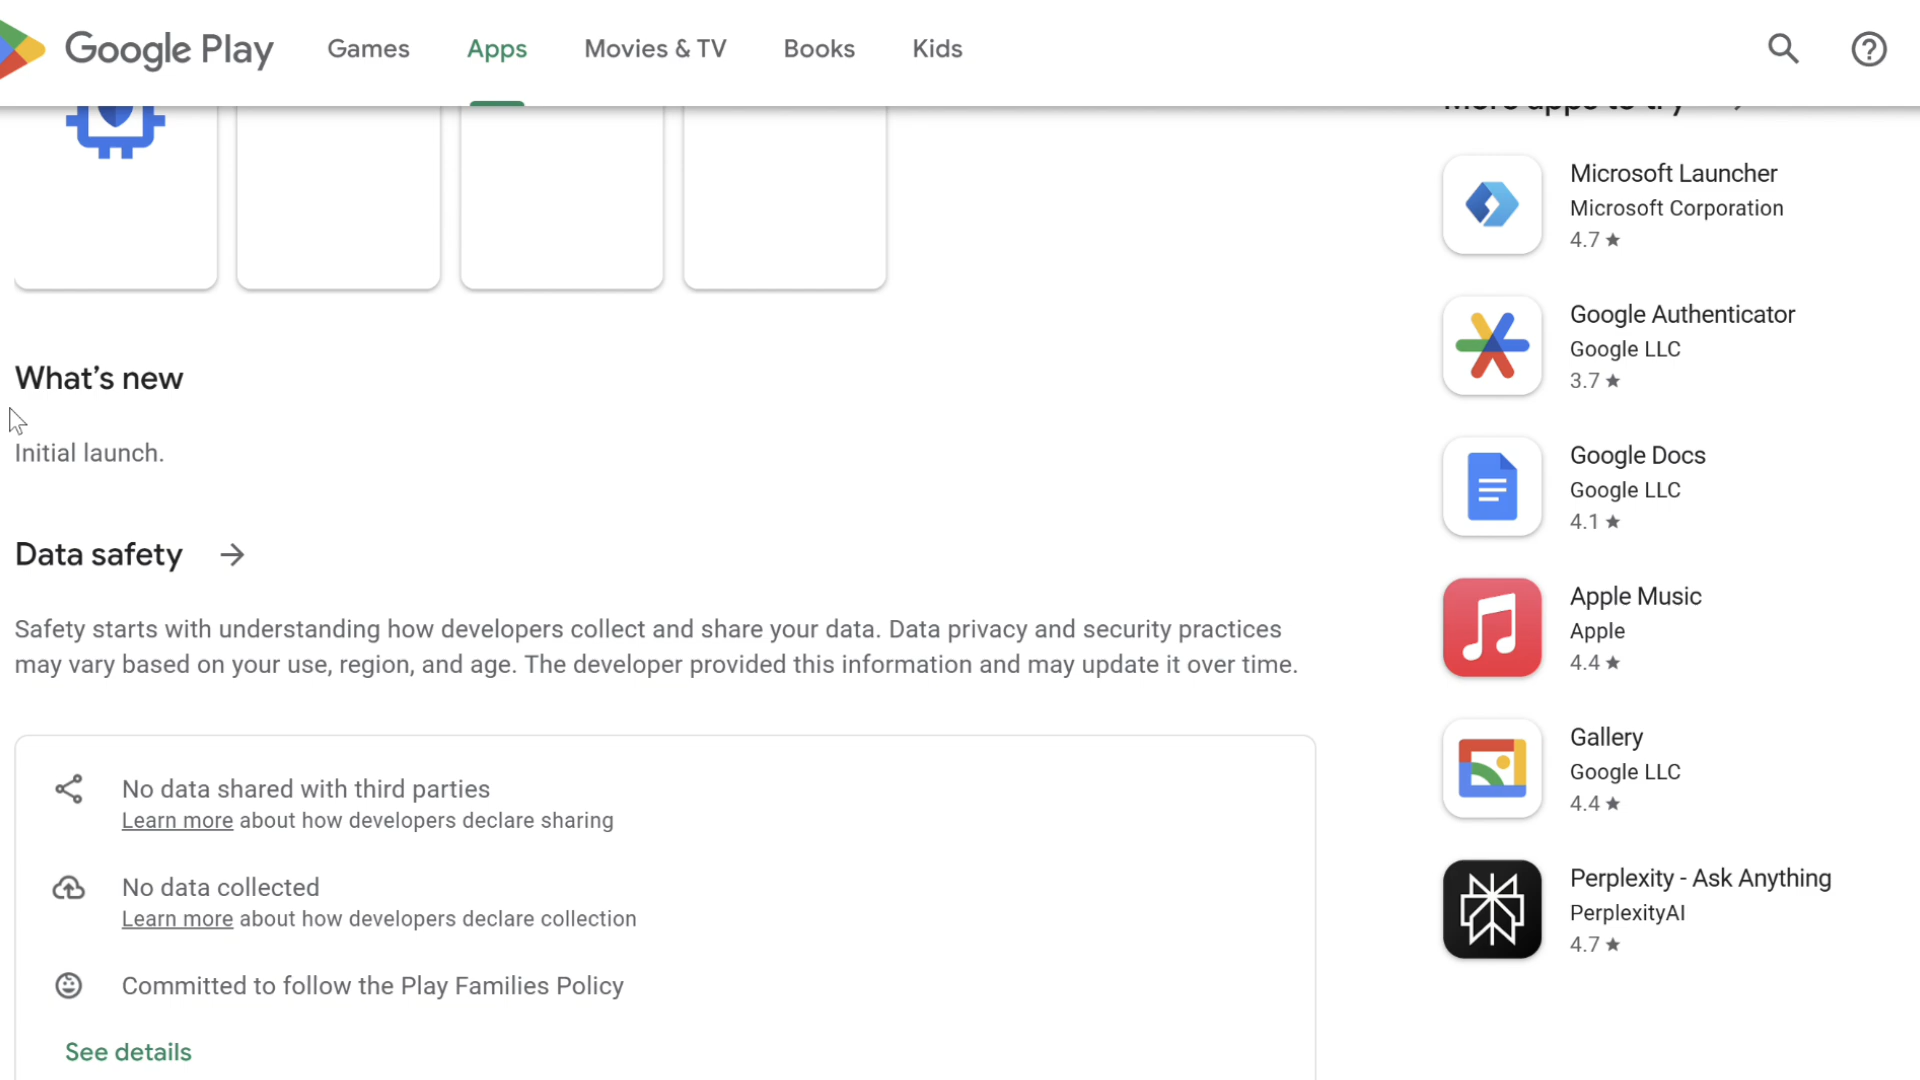 Google Play Games Apps Movies & TV Books Kids
More apps to try
Microsoft Launcher
Microsoft Corporation
4.7 ★
Google Authenticator
Google LLC
3.7 ★
What's new
Initial launch.
Google Docs
Google LLC
4.1 ★
Data safety →
Safety starts with understanding how developers collect and share your data. Data privacy and security practices
may vary based on your use, region, and age. The developer provided this information and may update it over time.
Apple Music
Apple
4.4 ★
Gallery
Google LLC
4.4 ★
No data shared with third parties
Learn more about how developers declare sharing
No data collected
Learn more about how developers declare collection
Committed to follow the Play Families Policy
See details
Perplexity - Ask Anything
PerplexityAI
4.7 ★